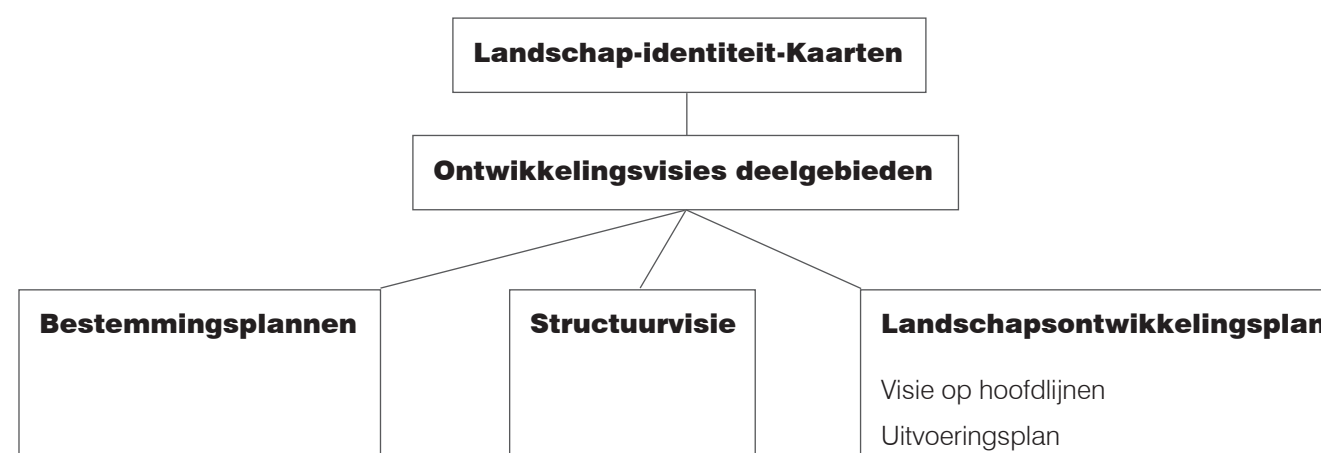 Landschap-identiteit-Kaarten
Ontwikkelingsvisies deelgebieden
Bestemmingsplannen
Structuurvisie
Landschapsontwikkelingsplan
Visie op hoofdlijnen
Uitvoeringsplan